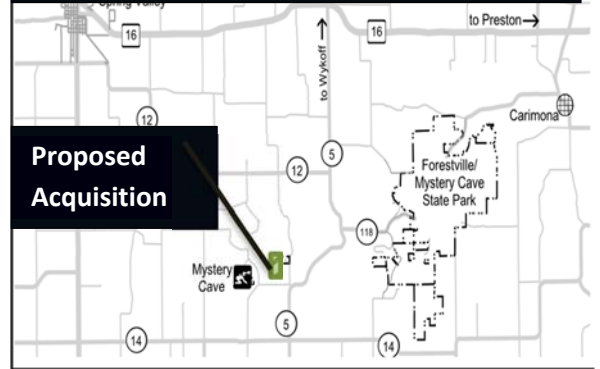 Spring Valley
to Preston→
16
16
to Wykoff →
12
Carimona
5
Proposed
Acquisition
12
Forestville/
Mystery Cave
State Park
118
Mystery
Cave
5
14
14